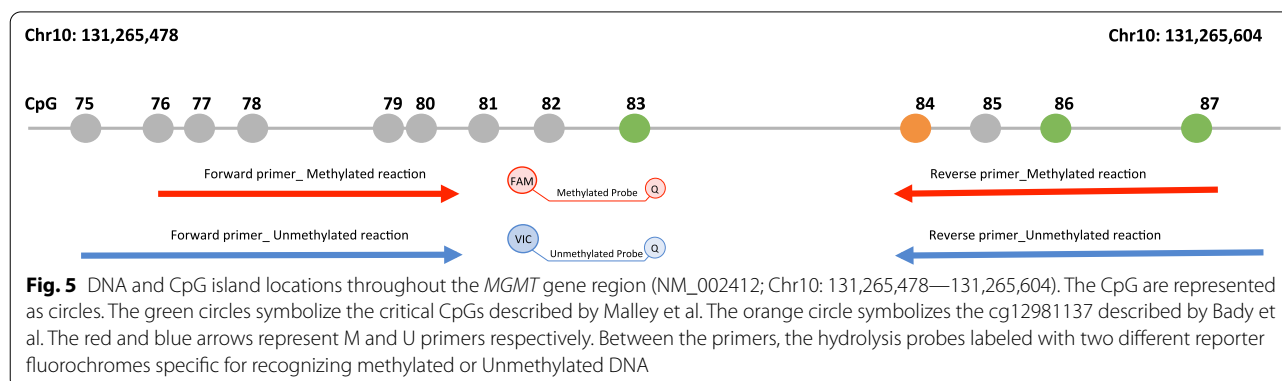 Chr10: 131,265,478 Chr10: 131,265,604
CpG 75 76 77 78 79 80 81 82 83 84 85 86 87
Forward primer_ Methylated reaction FAM Methylated Probe Q Reverse primer_Methylated reaction
Forward primer_ Unmethylated reaction VIC Unmethylated Probe Q Reverse primer_Unmethylated reaction
Fig. 5 DNA and CpG island locations throughout the MGMT gene region (NM_002412; Chr10: 131,265,478—131,265,604). The CpG are represented
as circles. The green circles symbolize the critical CpGs described by Malley et al. The orange circle symbolizes the cg12981137 described by Bady et
al. The red and blue arrows represent M and U primers respectively. Between the primers, the hydrolysis probes labeled with two different reporter
fluorochromes specific for recognizing methylated or Unmethylated DNA